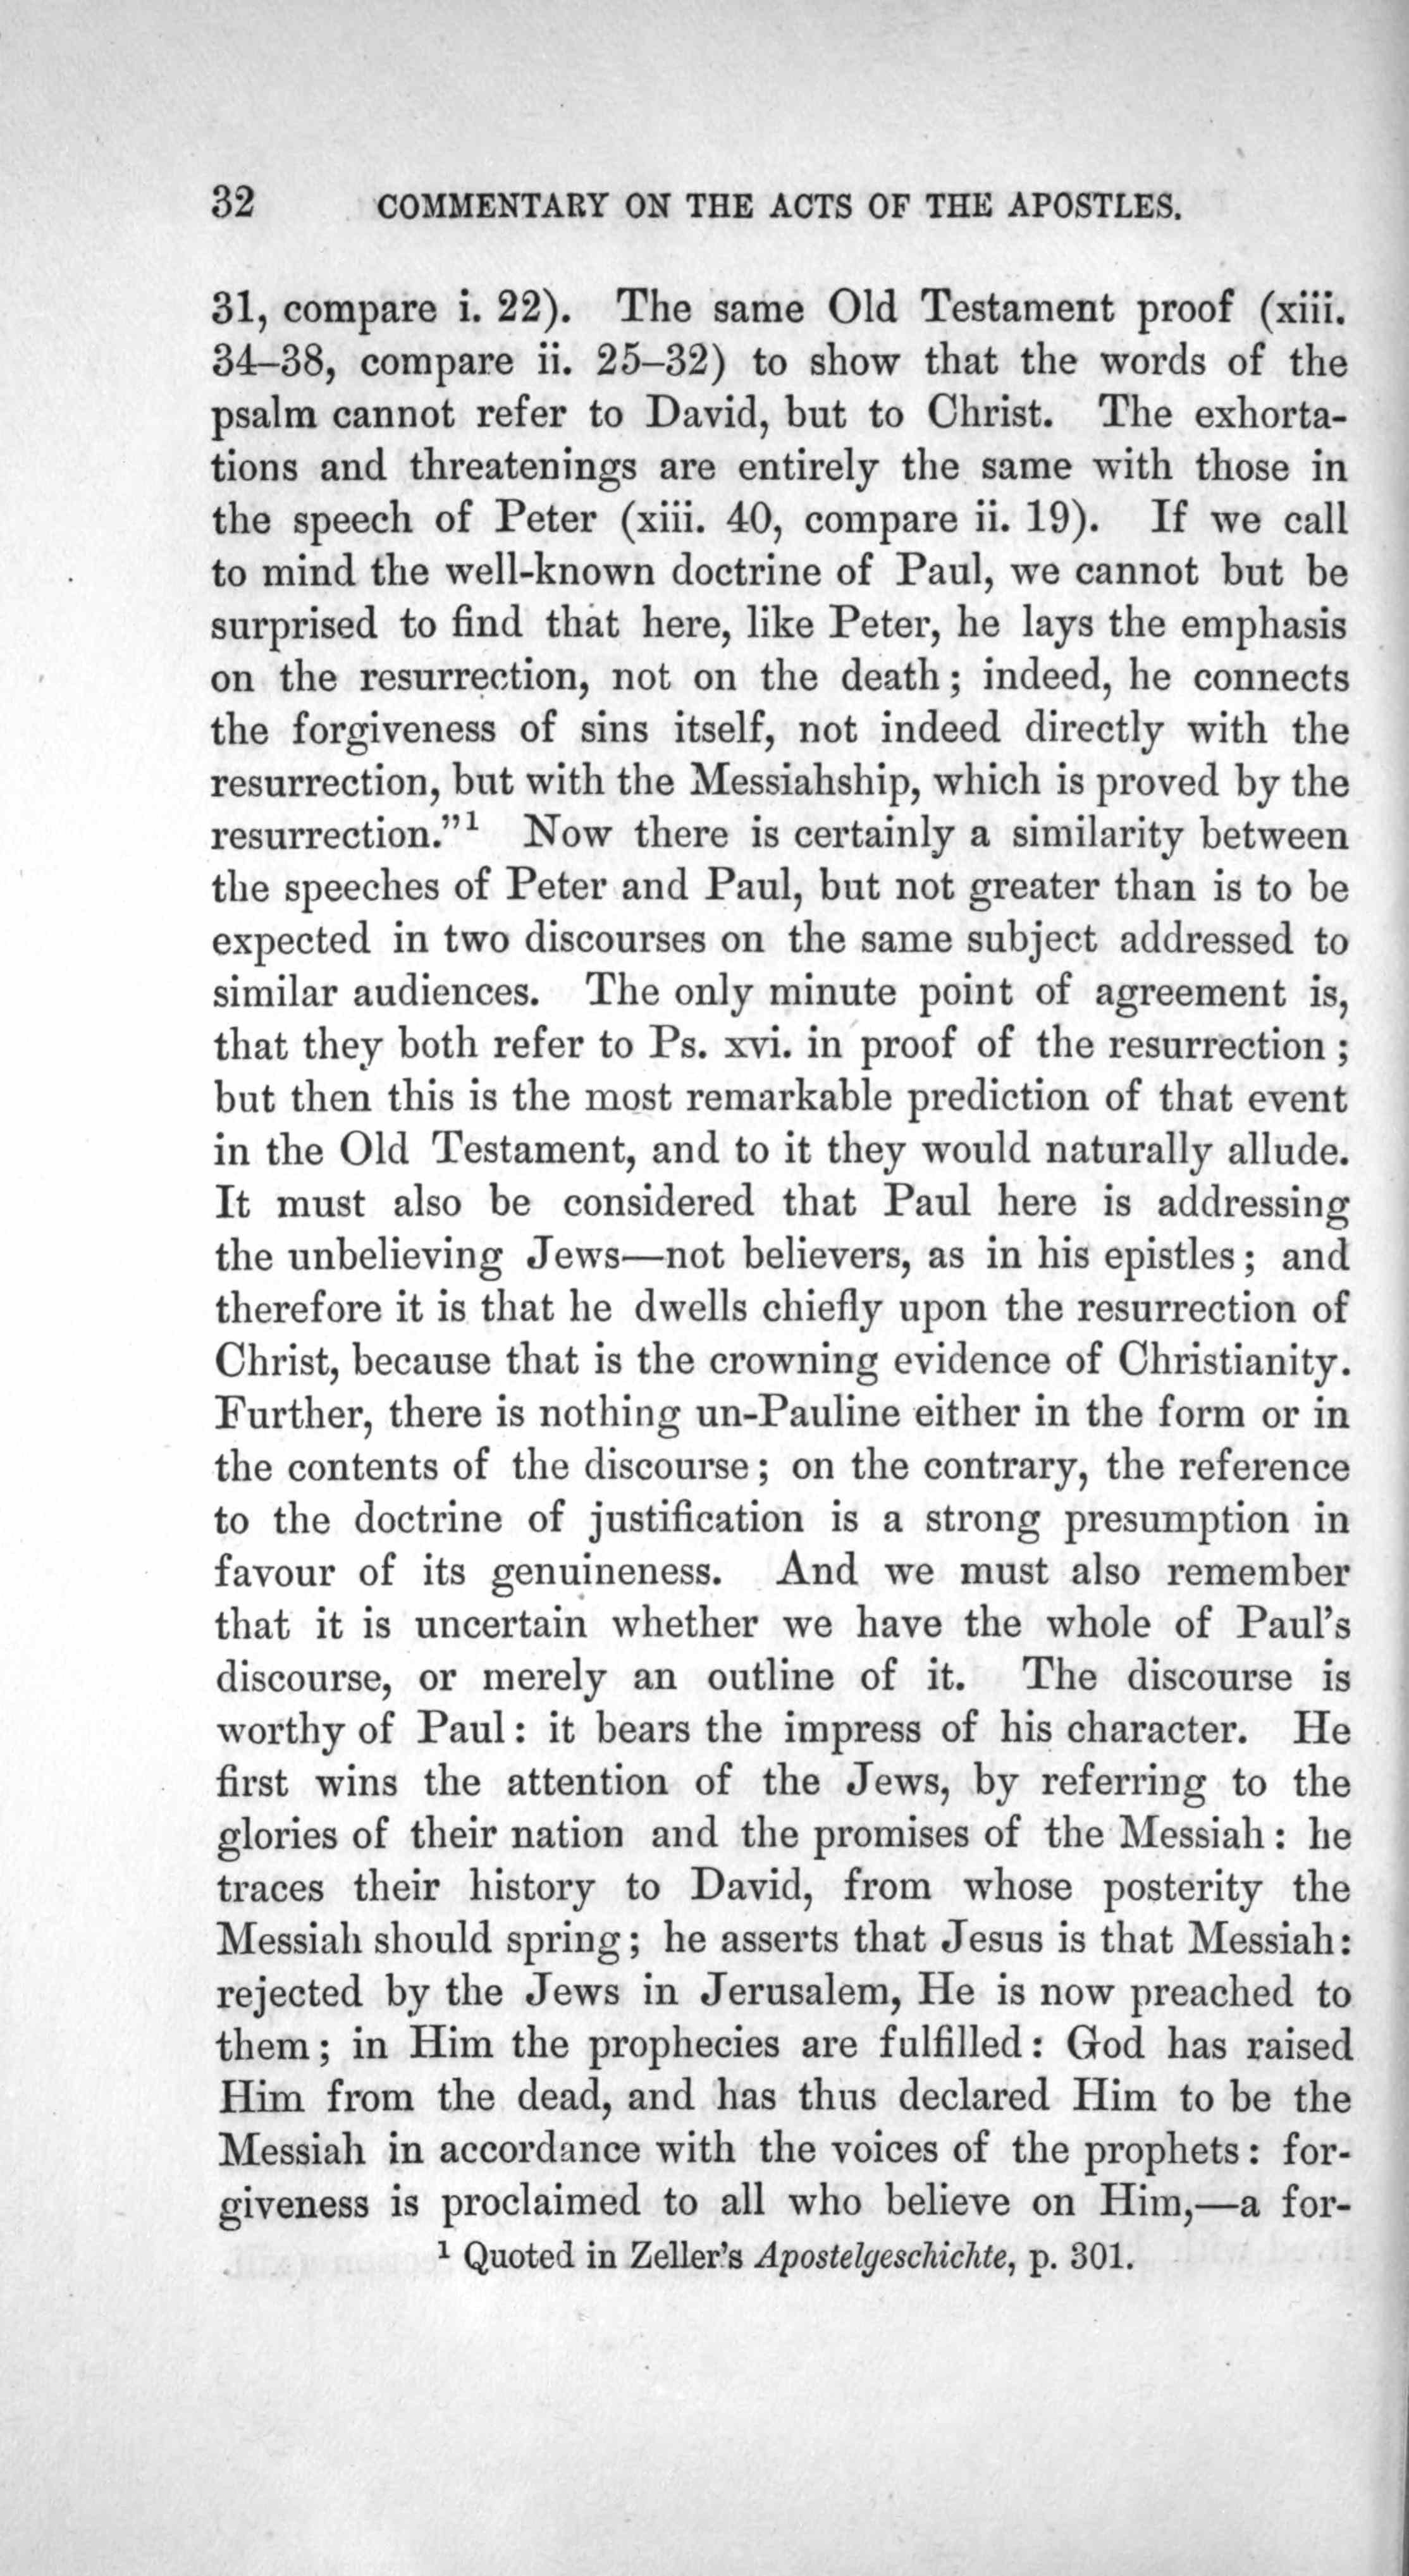 32 COMMENTARY ON THE ACTS OF THE APOSTLES.
31, compare i. 22). The same Old Testament proof (xiii.
34–38, compare ii. 25–32) to show that the words of the
psalm cannot refer to David, but to Christ. The exhorta-
tions and threatenings are entirely the same with those in
the speech of Peter (xiii. 40, compare ii. 19). If we call
to mind the well-known doctrine of Paul, we cannot but be
surprised to find that here, like Peter, he lays the emphasis
on the resurrection, not on the death; indeed, he connects
the forgiveness of sins itself, not indeed directly with the
resurrection, but with the Messiahship, which is proved by the
resurrection."¹ Now there is certainly a similarity between
the speeches of Peter and Paul, but not greater than is to be
expected in two discourses on the same subject addressed to
similar audiences. The only minute point of agreement is,
that they both refer to Ps. xvi. in proof of the resurrection;
but then this is the most remarkable prediction of that event
in the Old Testament, and to it they would naturally allude.
It must also be considered that Paul here is addressing
the unbelieving Jews—not believers, as in his epistles; and
therefore it is that he dwells chiefly upon the resurrection of
Christ, because that is the crowning evidence of Christianity.
Further, there is nothing un-Pauline either in the form or in
the contents of the discourse; on the contrary, the reference
to the doctrine of justification is a strong presumption in
favour of its genuineness. And we must also remember
that it is uncertain whether we have the whole of Paul's
discourse, or merely an outline of it. The discourse is
worthy of Paul: it bears the impress of his character. He
first wins the attention of the Jews, by referring to the
glories of their nation and the promises of the Messiah: he
traces their history to David, from whose posterity the
Messiah should spring; he asserts that Jesus is that Messiah:
rejected by the Jews in Jerusalem, He is now preached to
them; in Him the prophecies are fulfilled: God has raised
Him from the dead, and has thus declared Him to be the
Messiah in accordance with the voices of the prophets: for-
giveness is proclaimed to all who believe on Him,—a for-
¹ Quoted in Zeller's Apostelgeschichte, p. 301.